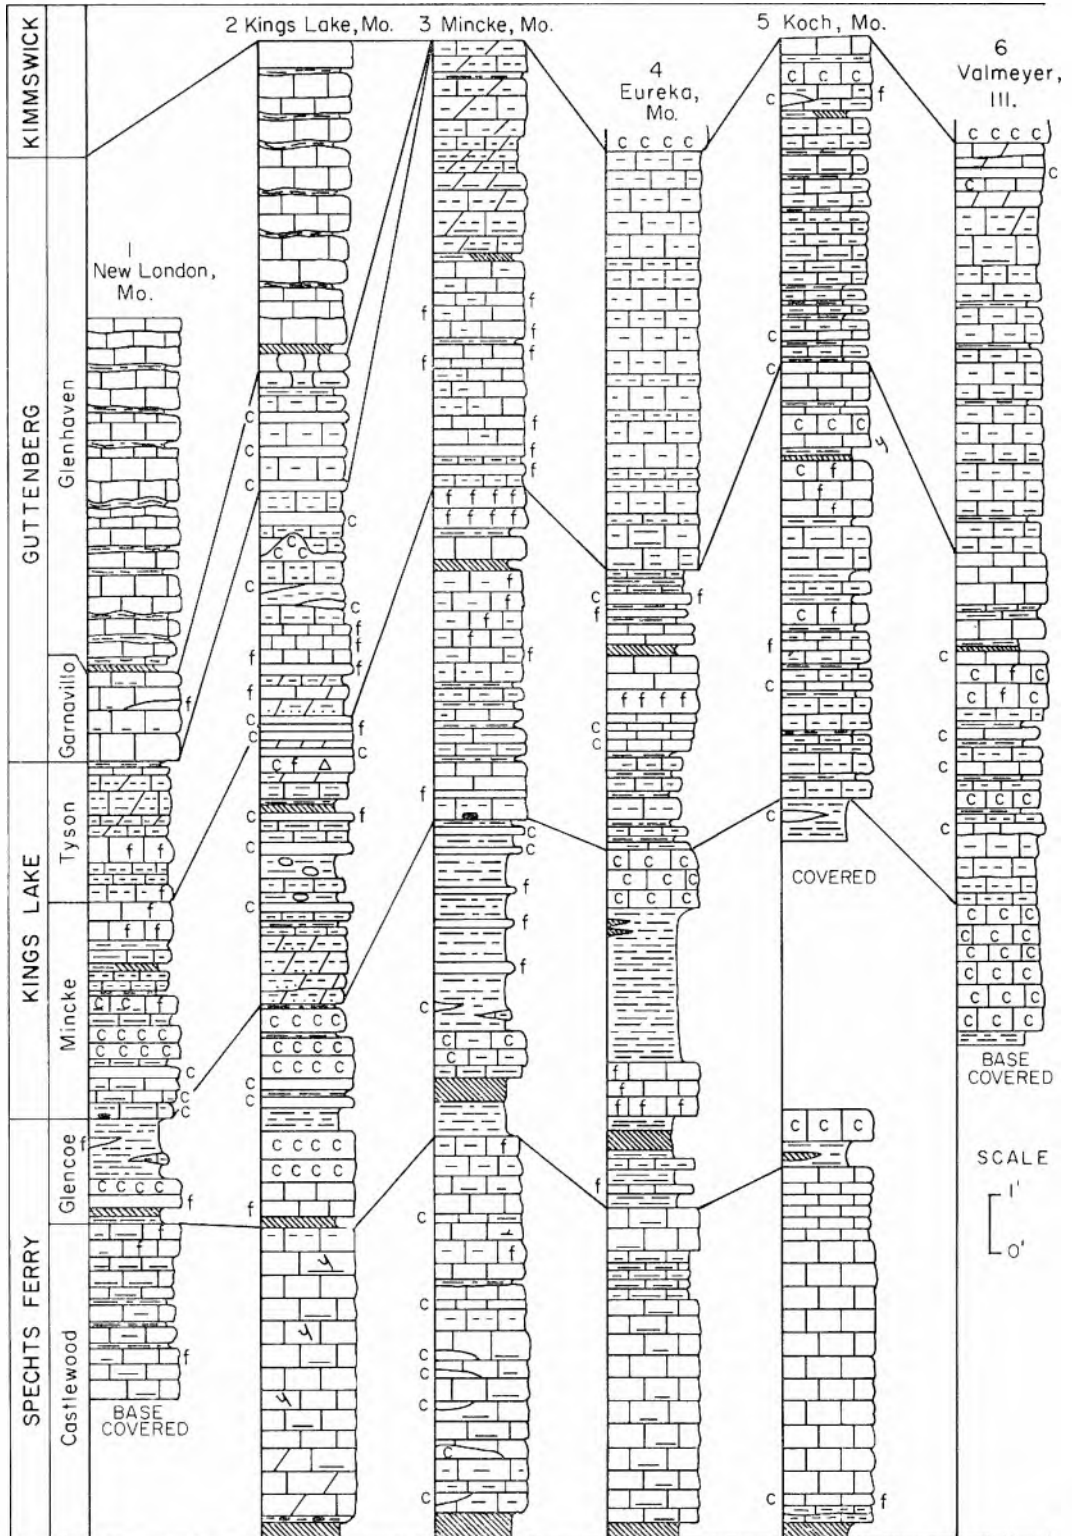 2 Kings Lake, Mo.
3 Mincke, Mo.
5 Koch, Mo.
4
Eureka,
Mo.
6
Valmeyer,
Ill.
1
New London,
Mo.
KIMMSWICK
GUTTENBERG
Glenhaven
Garnavillo
KINGS LAKE
Tyson
Mincke
SPECHTS FERRY
Glencoe
Castlewood
COVERED
BASE
COVERED
BASE
COVERED
SCALE
1'
0'